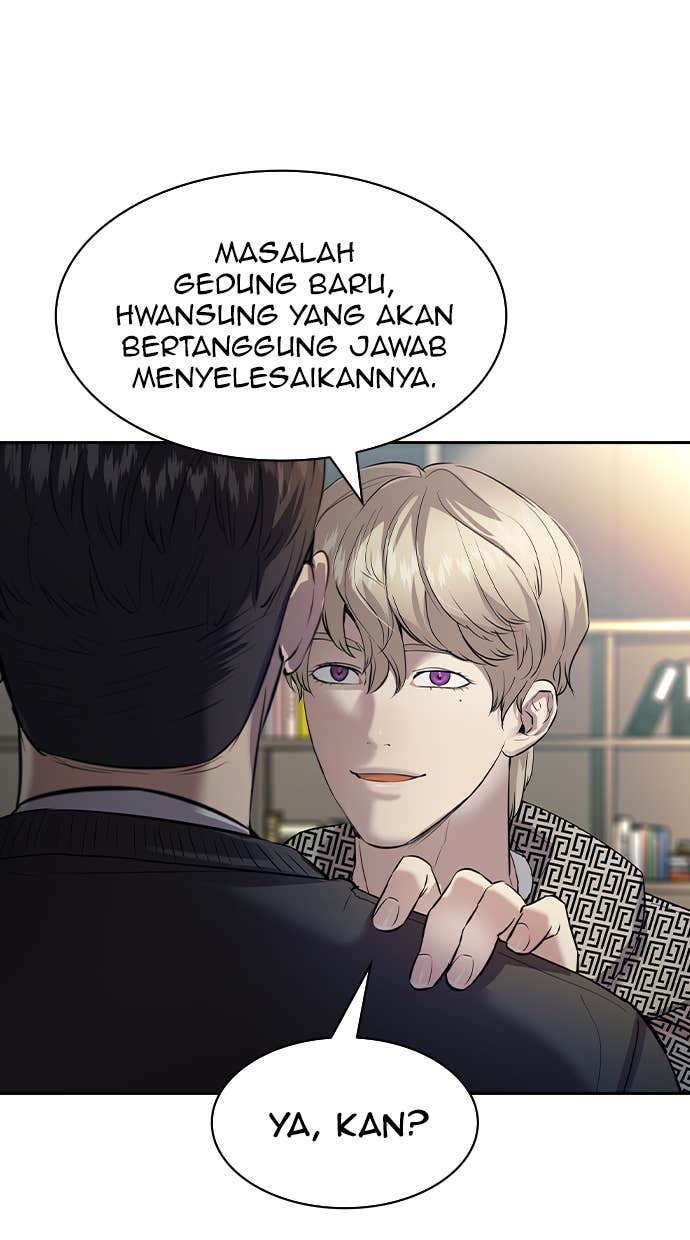 MASALAH
GEDUNG BARU,
HWANSUNG YANG AKAN
BERTANGGUNG JAWAB
MENYELESAIKANNYA.
YA, KAN?